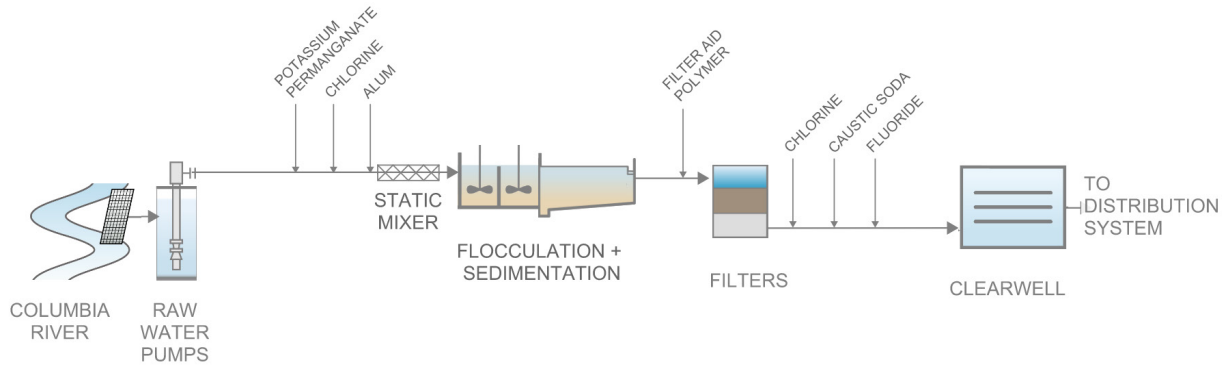 POTASSIUM
PERMANGANATE
CHLORINE
ALUM
FILTER AID
POLYMER
CHLORINE
CAUSTIC SODA
FLUORIDE
STATIC
MIXER
FLOCCULATION +
SEDIMENTATION
FILTERS
CLEARWELL
TO
DISTRIBUTION
SYSTEM
COLUMBIA
RIVER
RAW
WATER
PUMPS